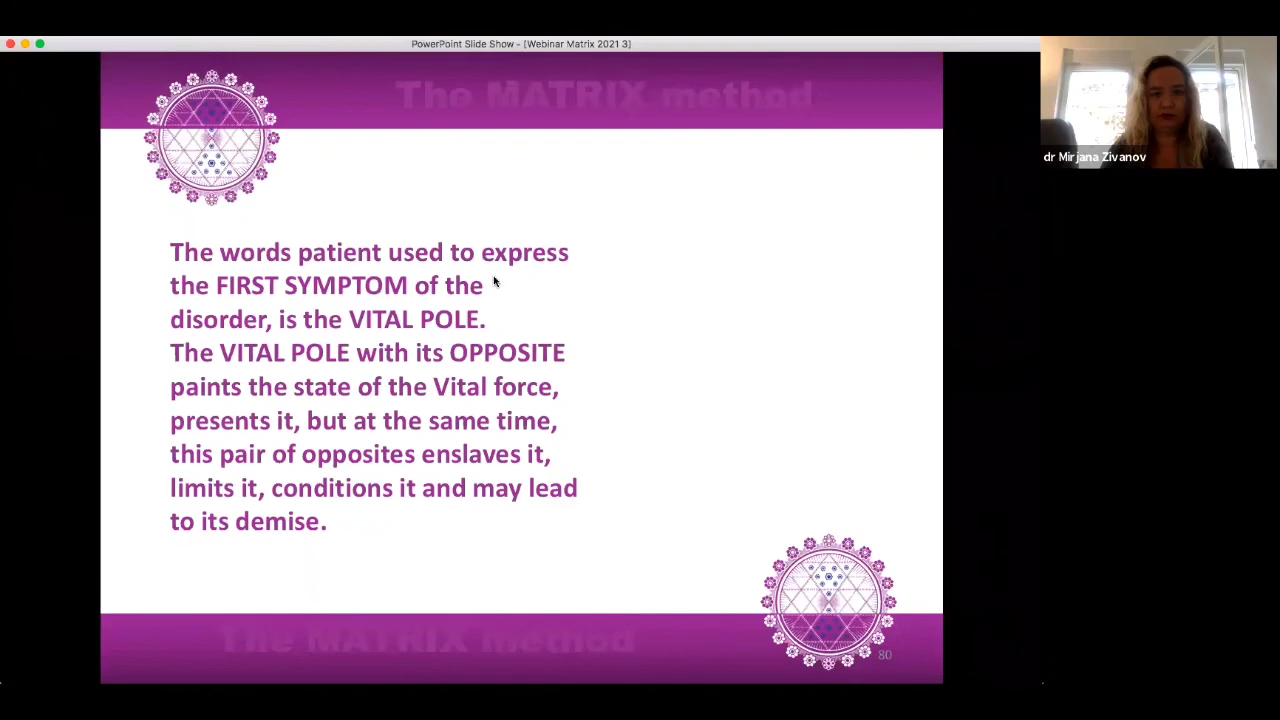 PowerPoint Slide Show - [Webinar Matrix 2021 3]
The MATRIX method
dr Mirjana Zivanov
The words patient used to express
the FIRST SYMPTOM of the
disorder, is the VITAL POLE.
The VITAL POLE with its OPPOSITE
paints the state of the Vital force,
presents it, but at the same time,
this pair of opposites enslaves it,
limits it, conditions it and may lead
to its demise.
The MATRIX method
80